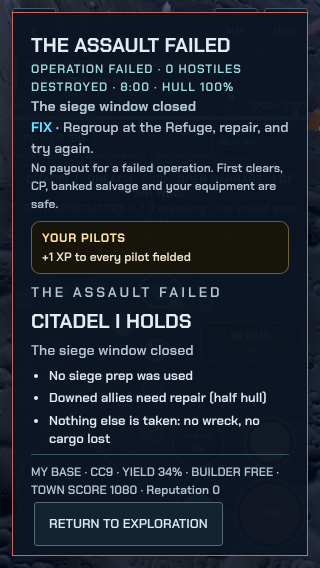 THE ASSAULT FAILED
OPERATION FAILED · 0 HOSTILES
DESTROYED · 8:00 · HULL 100%
The siege window closed
FIX · Regroup at the Refuge, repair, and
try again.
No payout for a failed operation. First clears,
CP, banked salvage and your equipment are
safe.
YOUR PILOTS
+1 XP to every pilot fielded
THE ASSAULT FAILED
CITADEL I HOLDS
The siege window closed
• No siege prep was used
• Downed allies need repair (half hull)
• Nothing else is taken: no wreck, no
cargo lost
MY BASE · CC9 · YIELD 34% · BUILDER FREE ·
TOWN SCORE 1080 · Reputation 0
RETURN TO EXPLORATION